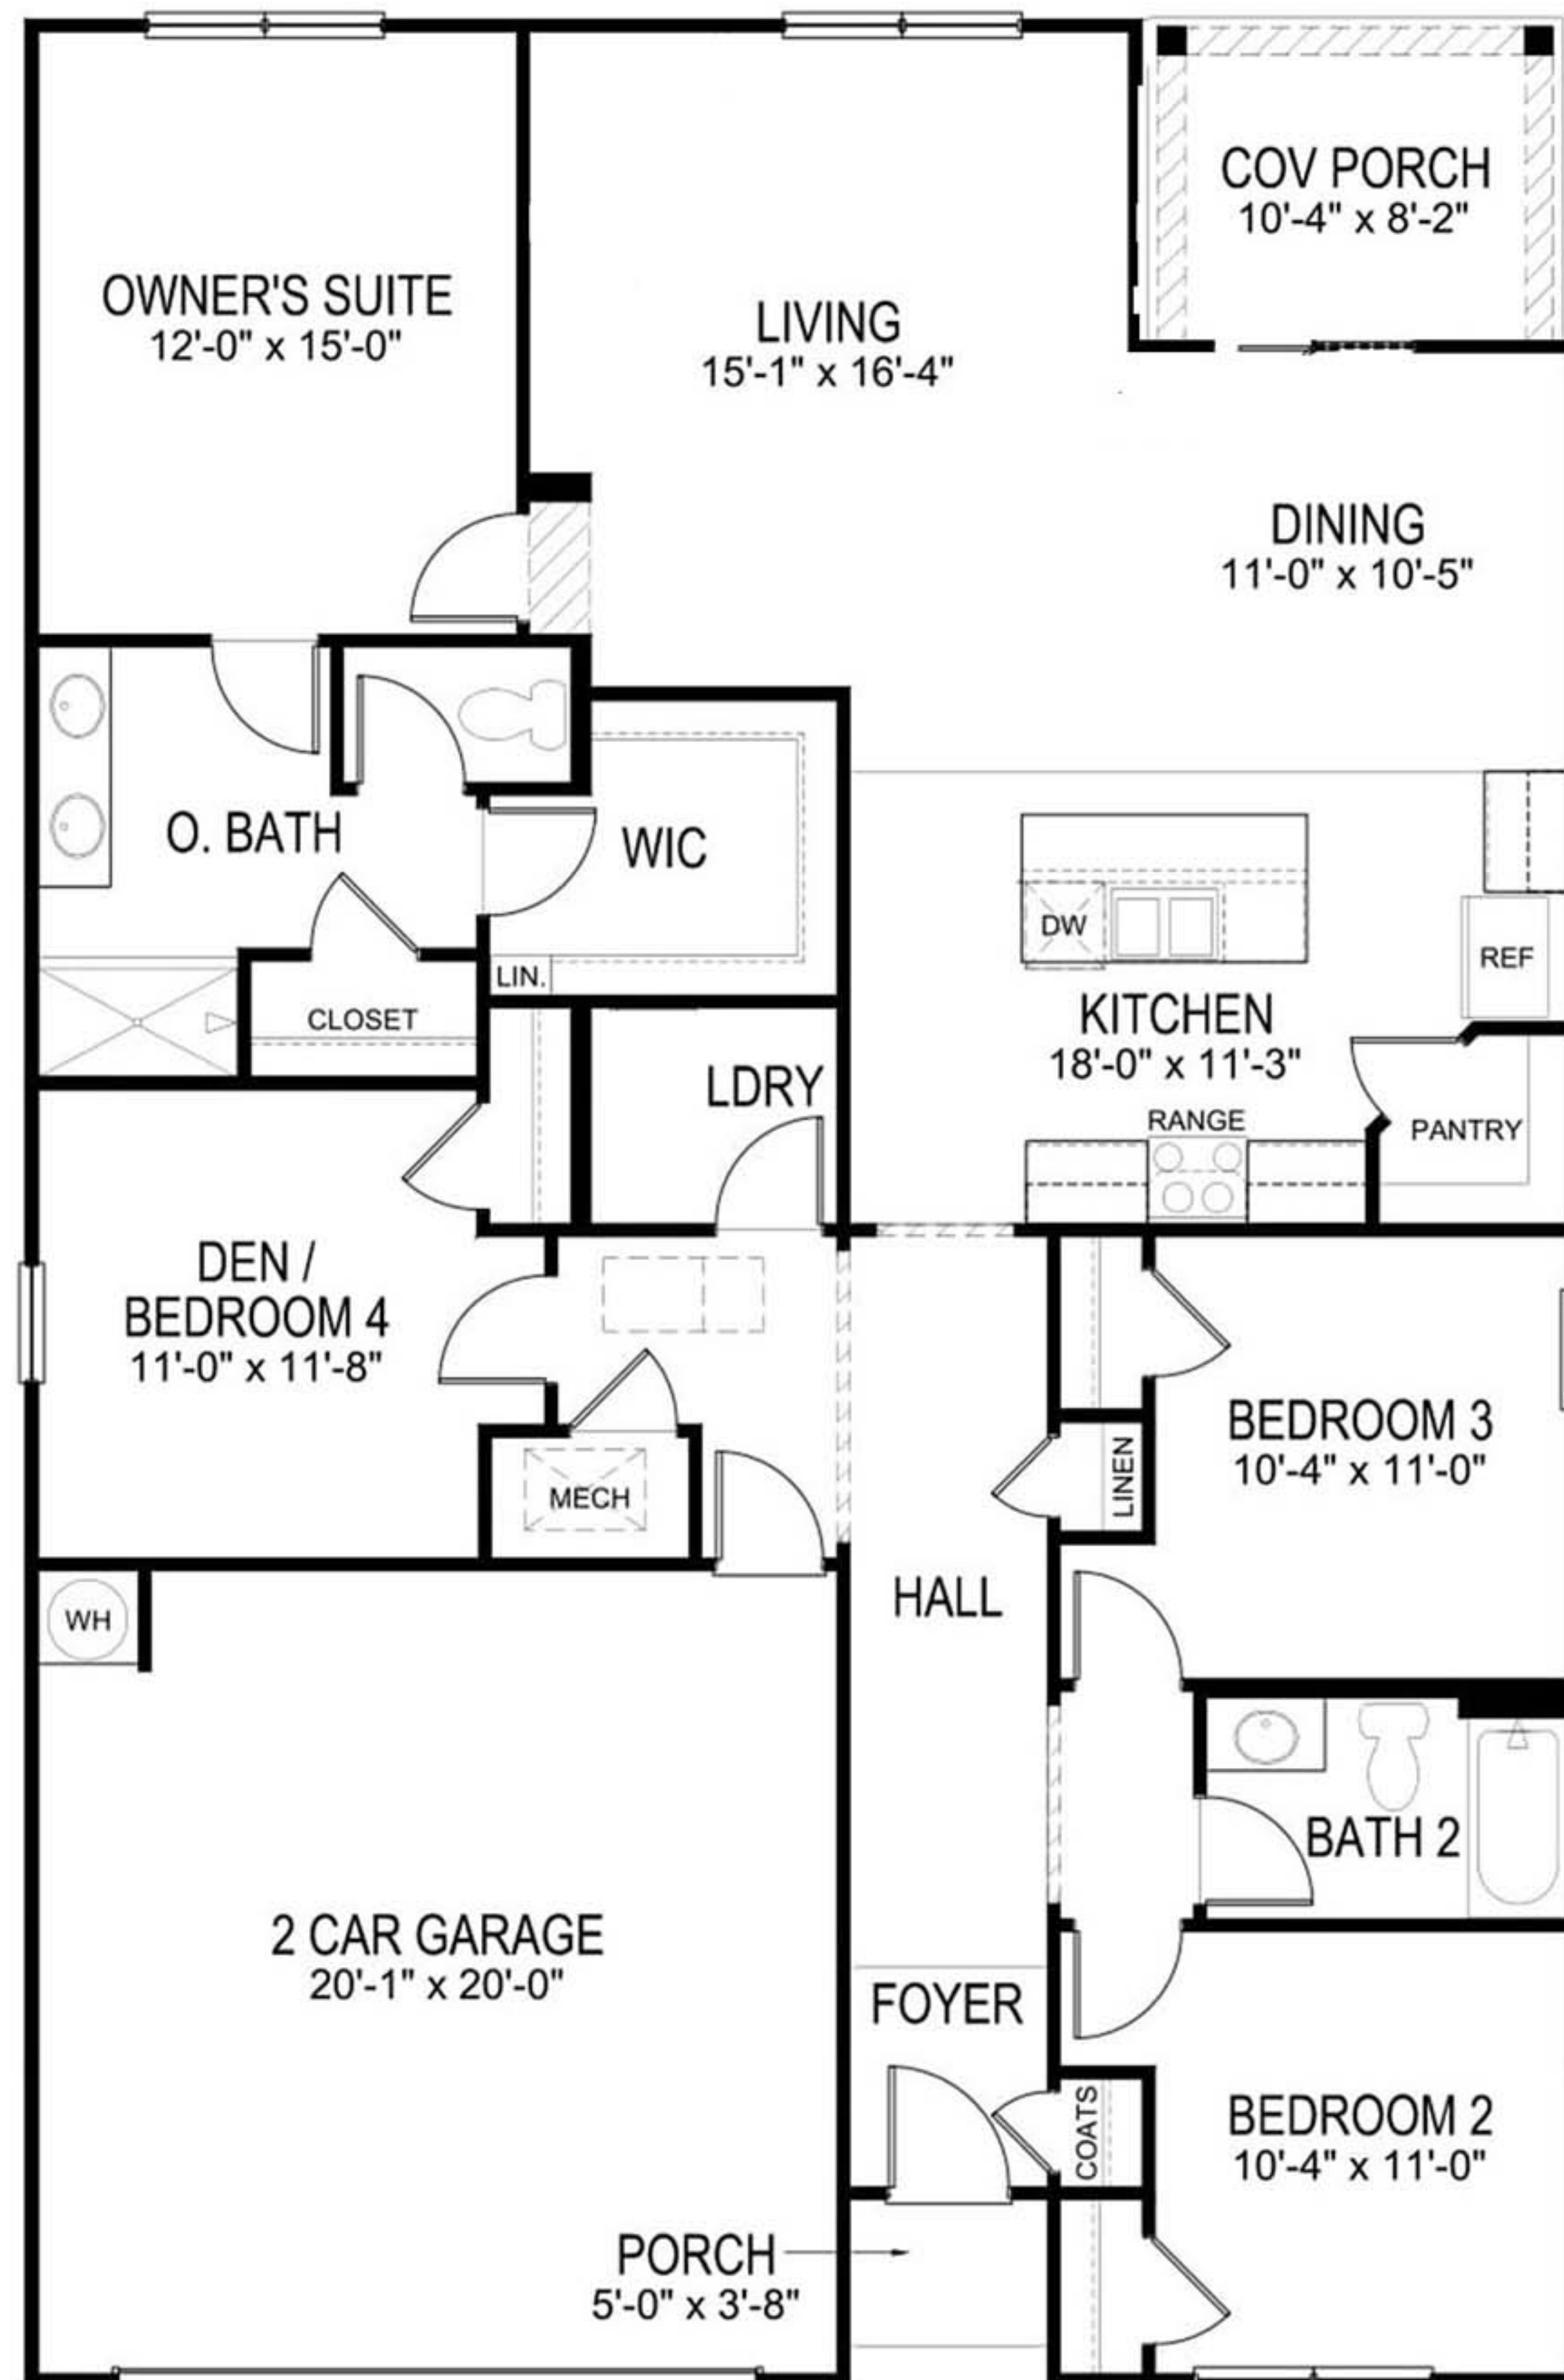 COV PORCH
10'-4" x 8'-2"
OWNER'S SUITE
12'-0" x 15'-0"
LIVING
15'-1" x 16'-4"
DINING
11'-0" x 10'-5"
O. BATH
WIC
DW
REF
LIN.
CLOSET
KITCHEN
18'-0" x 11'-3"
LDRY
RANGE
PANTRY
DEN /
BEDROOM 4
11'-0" x 11'-8"
BEDROOM 3
10'-4" x 11'-0"
LINEN
MECH
HALL
WH
BATH 2
2 CAR GARAGE
20'-1" x 20'-0"
FOYER
COATS
BEDROOM 2
10'-4" x 11'-0"
PORCH
5'-0" x 3'-8"